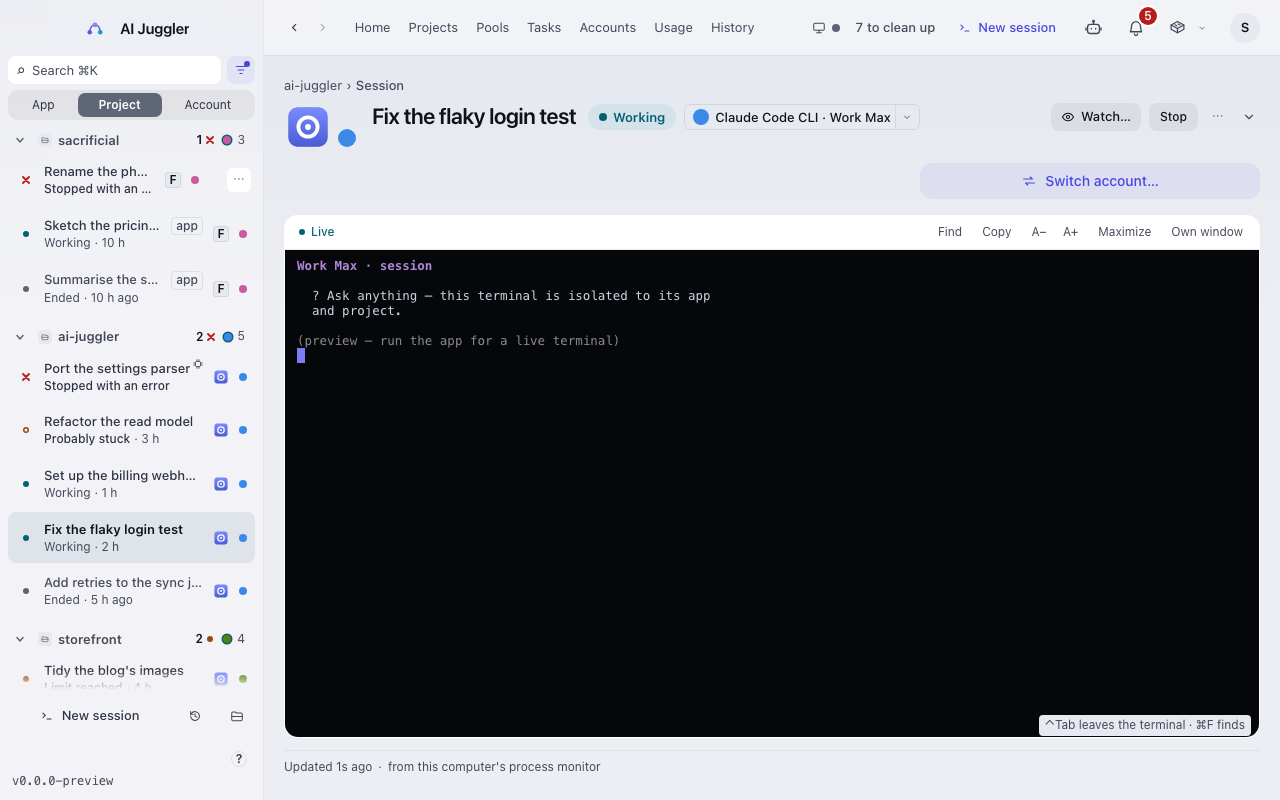 AI Juggler
Search ⌘K
App Project Account
sacrificial 1 3
Rename the ph... F
Stopped with an ...
Sketch the pricin... app F
Working · 10 h
Summarise the s... app F
Ended · 10 h ago
ai-juggler 2 5
Port the settings parser
Stopped with an error
Refactor the read model
Probably stuck · 3 h
Set up the billing webh...
Working · 1 h
Fix the flaky login test
Working · 2 h
Add retries to the sync j...
Ended · 5 h ago
storefront 2 4
Tidy the blog's images
Limit reached · 4 h
New session
?
v0.0.0-preview
Home Projects Pools Tasks Accounts Usage History 7 to clean up New session 5 S
ai-juggler › Session
Fix the flaky login test Working Claude Code CLI · Work Max Watch... Stop ...
Switch account...
Live Find Copy A− A+ Maximize Own window
Work Max · session
? Ask anything — this terminal is isolated to its app
and project.
(preview — run the app for a live terminal)
^Tab leaves the terminal · ⌘F finds
Updated 1s ago · from this computer's process monitor